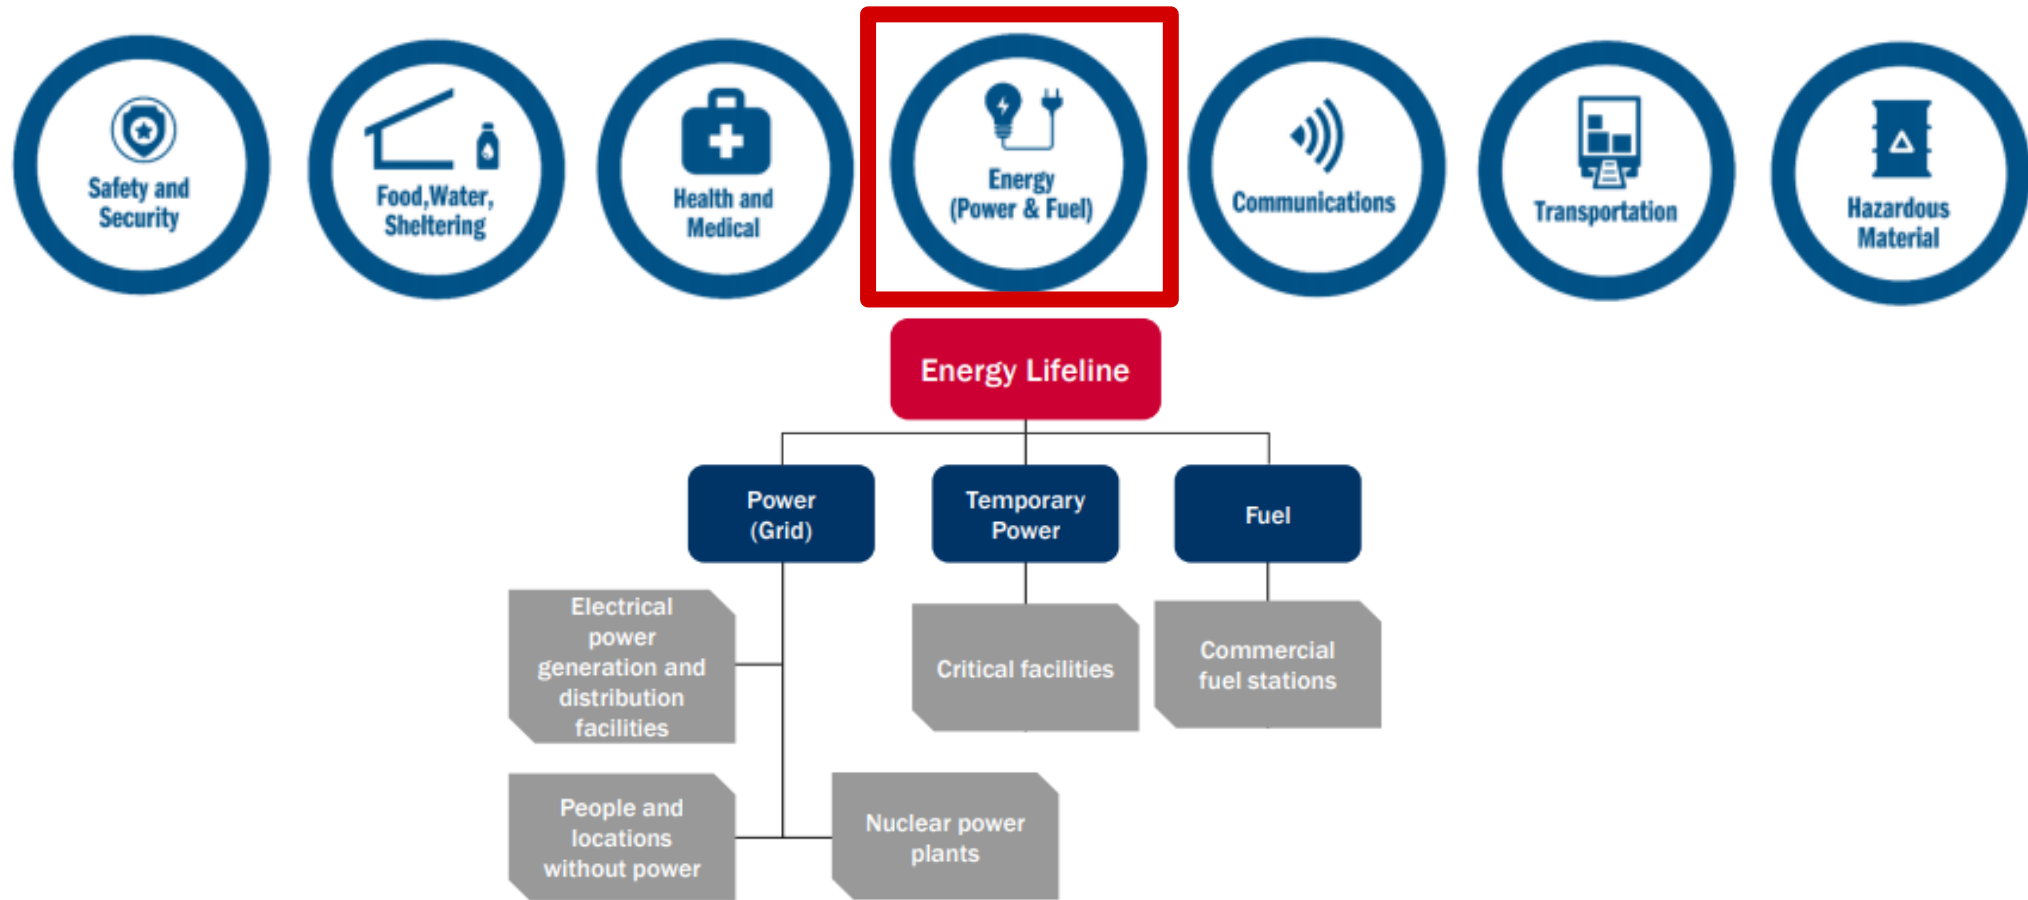 Safety and
Security
Food,Water,
Sheltering
Health and
Medical
Energy
(Power & Fuel)
Communications
Transportation
Hazardous
Material
Energy Lifeline
Power
(Grid)
Temporary
Power
Fuel
Electrical
power
generation and
distribution
facilities
Critical facilities
Commercial
fuel stations
People and
locations
without power
Nuclear power
plants